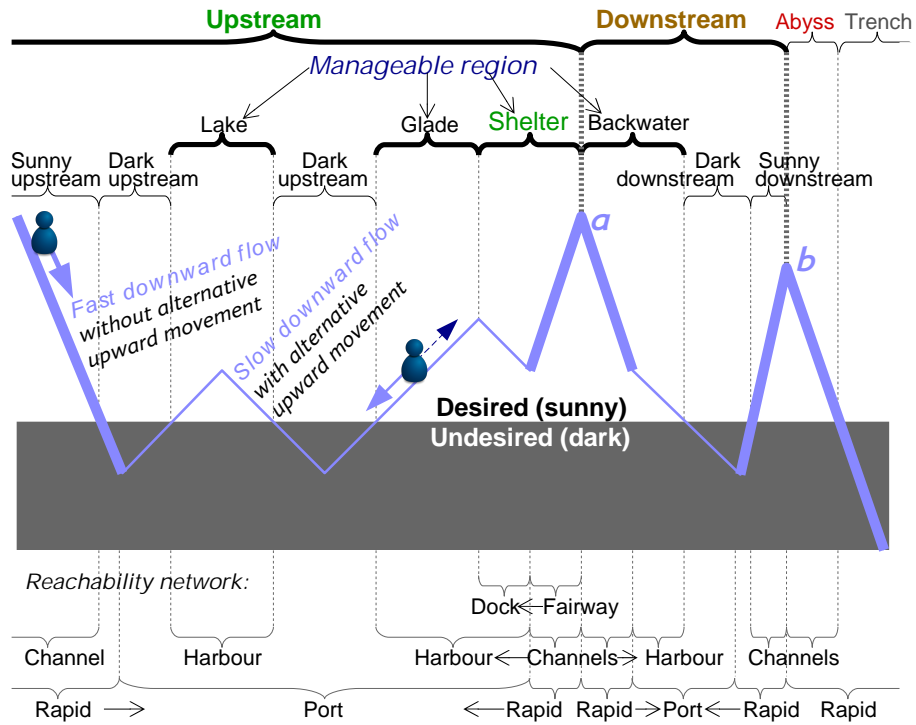 Upstream
Downstream
Abyss
Trench
Manageable region
Lake
Glade
Shelter
Backwater
Sunny
upstream
Dark
upstream
Dark
upstream
Dark
downstream
Sunny
downstream
a
b
Fast downward flow
without alternative
upward movement
Slow downward flow
with alternative
upward movement
Desired (sunny)
Undesired (dark)
Reachability network:
Dock
Fairway
Channel
Harbour
Harbour
Channels
Harbour
Channels
Rapid
Port
Rapid
Rapid
Port
Rapid
Rapid